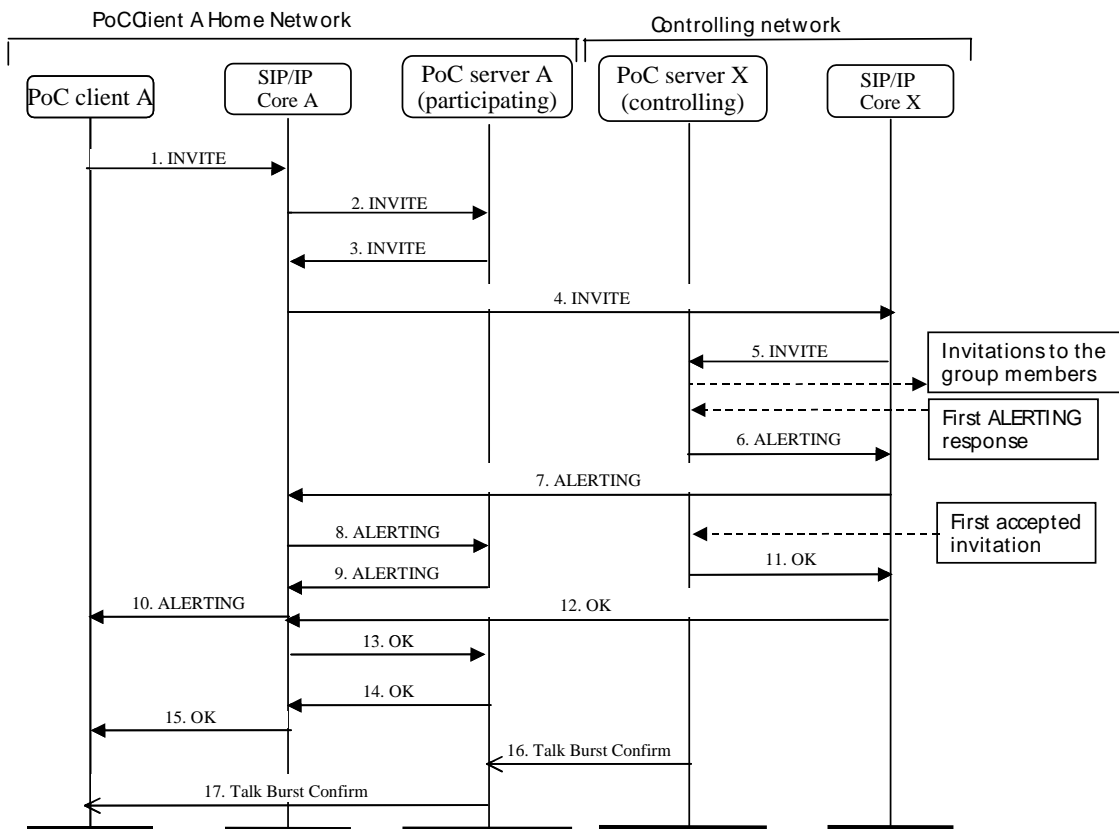 PoCClient A Home Network
Controlling network
PoC client A
SIP/IP
Core A
PoC server A
(participating)
PoC server X
(controlling)
SIP/IP
Core X
1. INVITE
2. INVITE
3. INVITE
4. INVITE
5. INVITE
Invitations to the
group members
First ALERTING
response
6. ALERTING
7. ALERTING
8. ALERTING
First accepted
invitation
9. ALERTING
11. OK
10. ALERTING
12. OK
13. OK
14. OK
15. OK
16. Talk Burst Confirm
17. Talk Burst Confirm